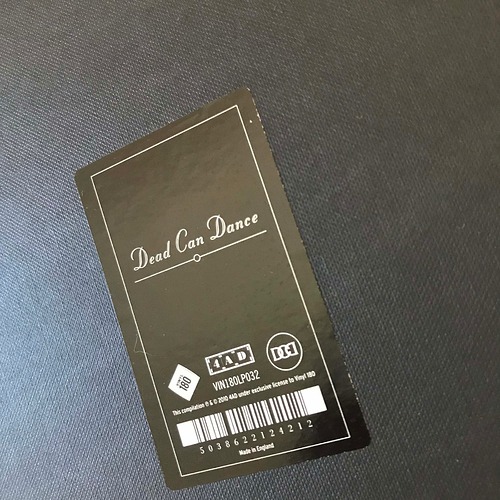 Dead Can Dance
VINYL 180
4AD
VIN180LP032
This compilation ℗ & © 2010 4AD under exclusive license to Vinyl 180
5038622124212
Made in England